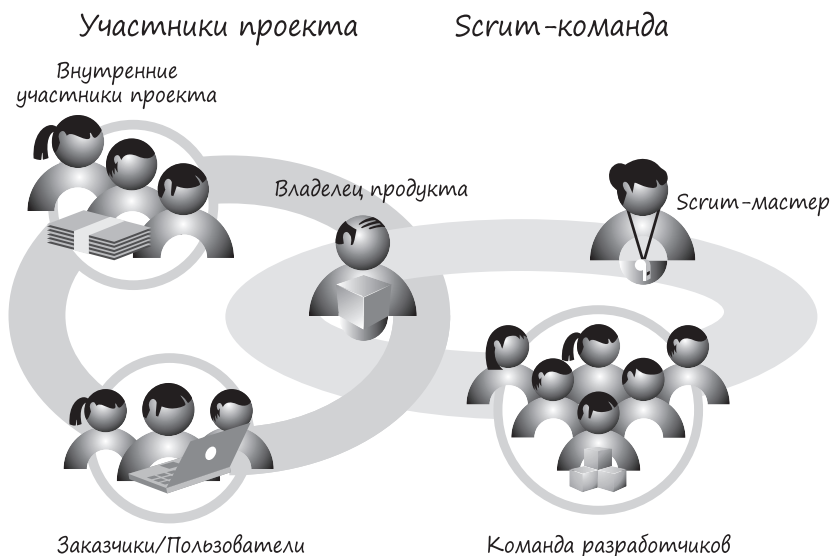 Участники проекта
Scrum-команда
Внутренние
участники проекта
Владелец продукта
Scrum-мастер
Заказчики/Пользователи
Команда разработчиков